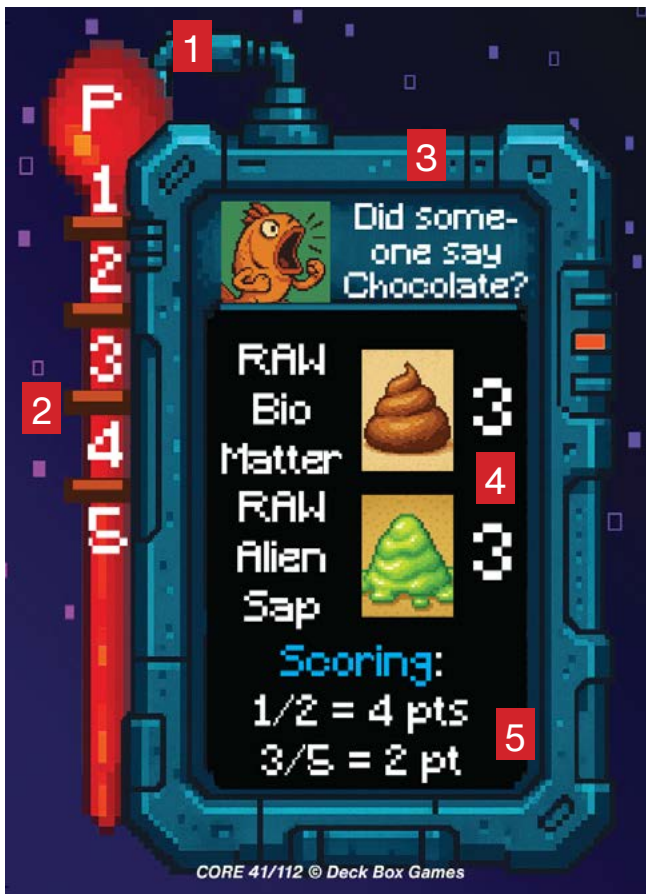 1
P
3
1
Did some-
one say
Chocolate?
2
3
2
4
5
RAW
Bio
Matter
3
4
RAW
Alien
Sap
3
Scoring:
1/2 = 4 pts
3/5 = 2 pt
5
CORE 41/112 © Deck Box Games